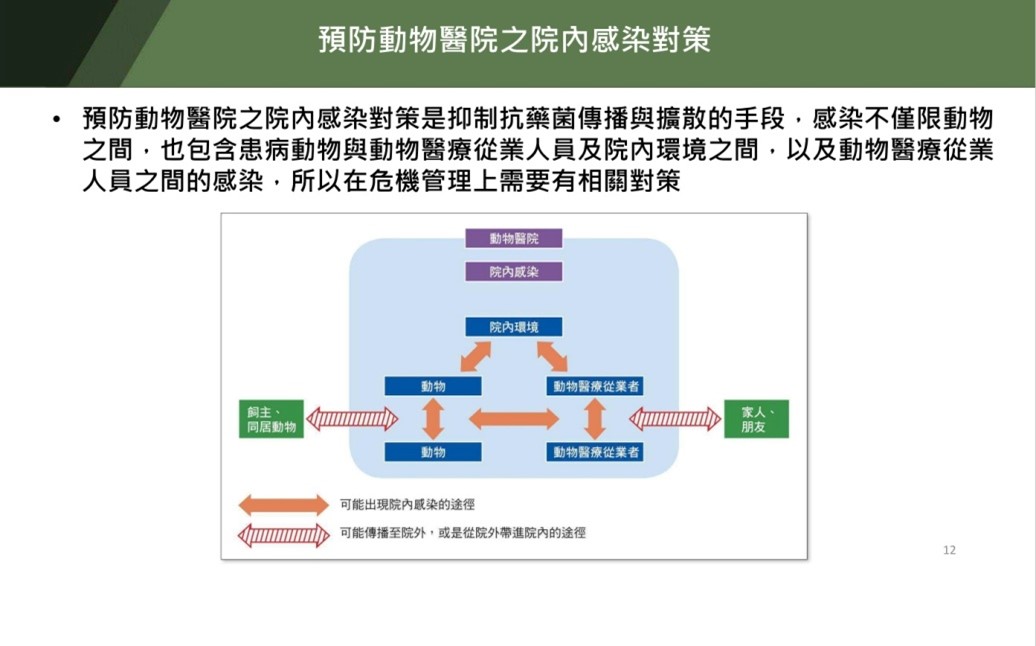 預防動物醫院之院內感染對策
• 預防動物醫院之院內感染對策是抑制抗藥菌傳播與擴散的手段，感染不僅限動物
之間，也包含患病動物與動物醫療從業人員及院內環境之間，以及動物醫療從業
人員之間的感染，所以在危機管理上需要有相關對策
動物醫院
院內感染
院內環境
動物
動物醫療從業者
飼主、
同居動物
家人、
朋友
動物
動物醫療從業者
可能出現院內感染的途徑
可能傳播至院外，或是從院外帶進院內的途徑
12